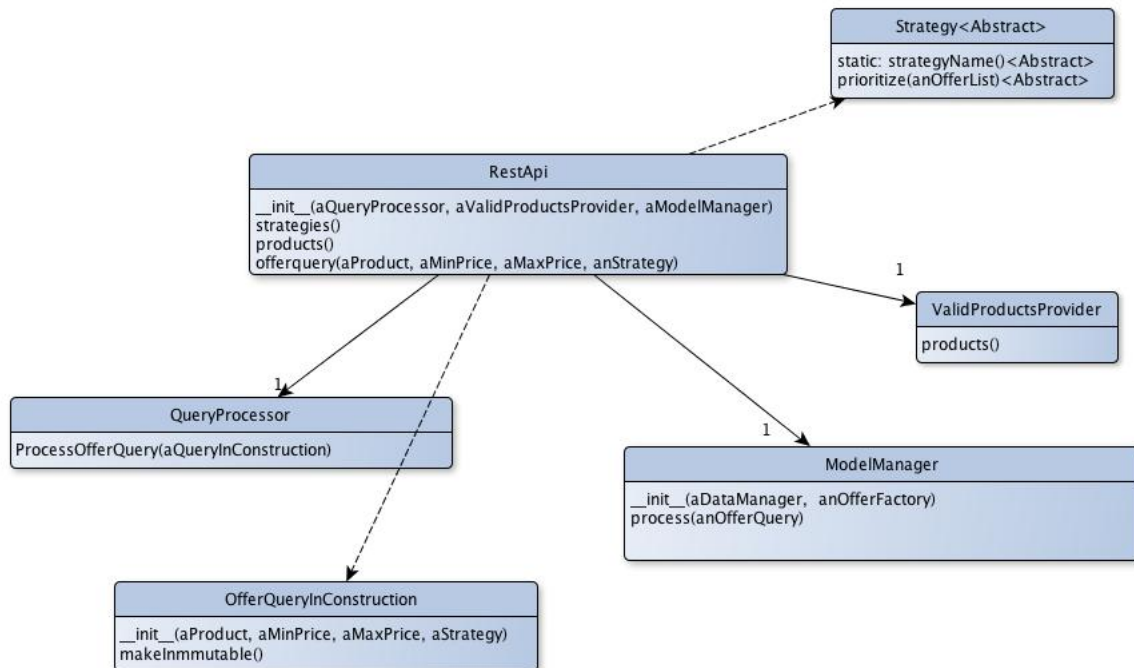 Strategy<Abstract>
static: strategyName()<Abstract>
prioritize(anOfferList)<Abstract>
RestApi
__init__(aQueryProcessor, aValidProductsProvider, aModelManager)
strategies()
products()
offerquery(aProduct, aMinPrice, aMaxPrice, anStrategy)
1
ValidProductsProvider
products()
1
QueryProcessor
ProcessOfferQuery(aQueryInConstruction)
1
ModelManager
__init__(aDataManager, anOfferFactory)
process(anOfferQuery)
OfferQueryInConstruction
__init__(aProduct, aMinPrice, aMaxPrice, aStrategy)
makeInmmutable()